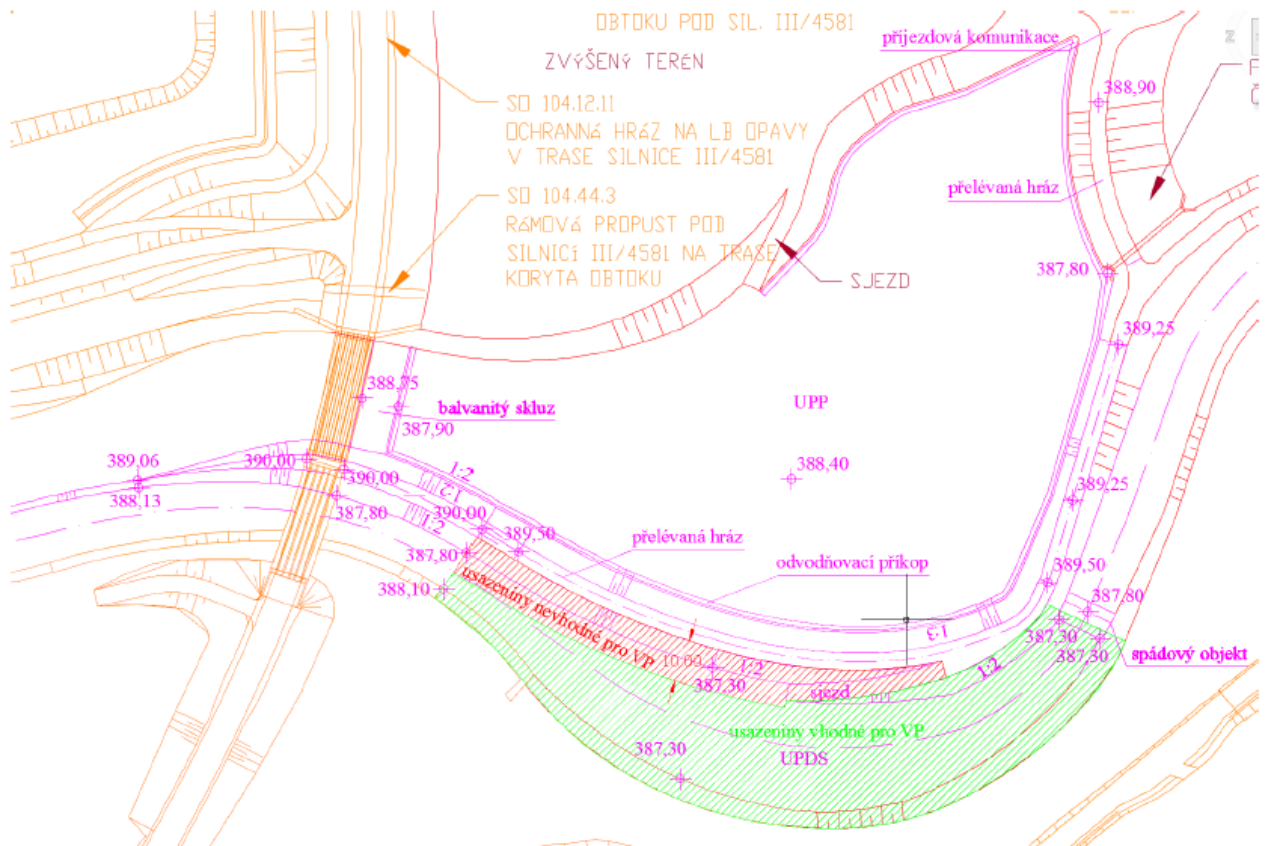 OBTOKU POD SIL. III/4581
ZVÝŠENÝ TERÉN
příjezdová komunikace
SO 104.12.11
OCHRANNÁ HRÁZ NA LB OPAVY
V TRASE SILNICE III/4581
388,90
SO 104.44.3
RÁMOVÁ PROPUST POD
SILNICÍ III/4581 NA TRASE
KORYTA OBTOKU
přelévaná hráz
387,80
SJEZD
389,25
388,75
balvanitý skluz
387,90
UPP
388,40
389,06
388,13
390,00
390,00
1:2
1:2
387,80
390,00
1:2
389,50
389,25
387,80
přelévaná hráz
odvodňovací příkop
388,10
usazeniny nevhodné pro VP
389,50
387,80
1:3
387,30
387,30
spádový objekt
10.00
1:2
387,30
1:2
sjezd
usazeniny vhodné pro VP
387,30
UPDS